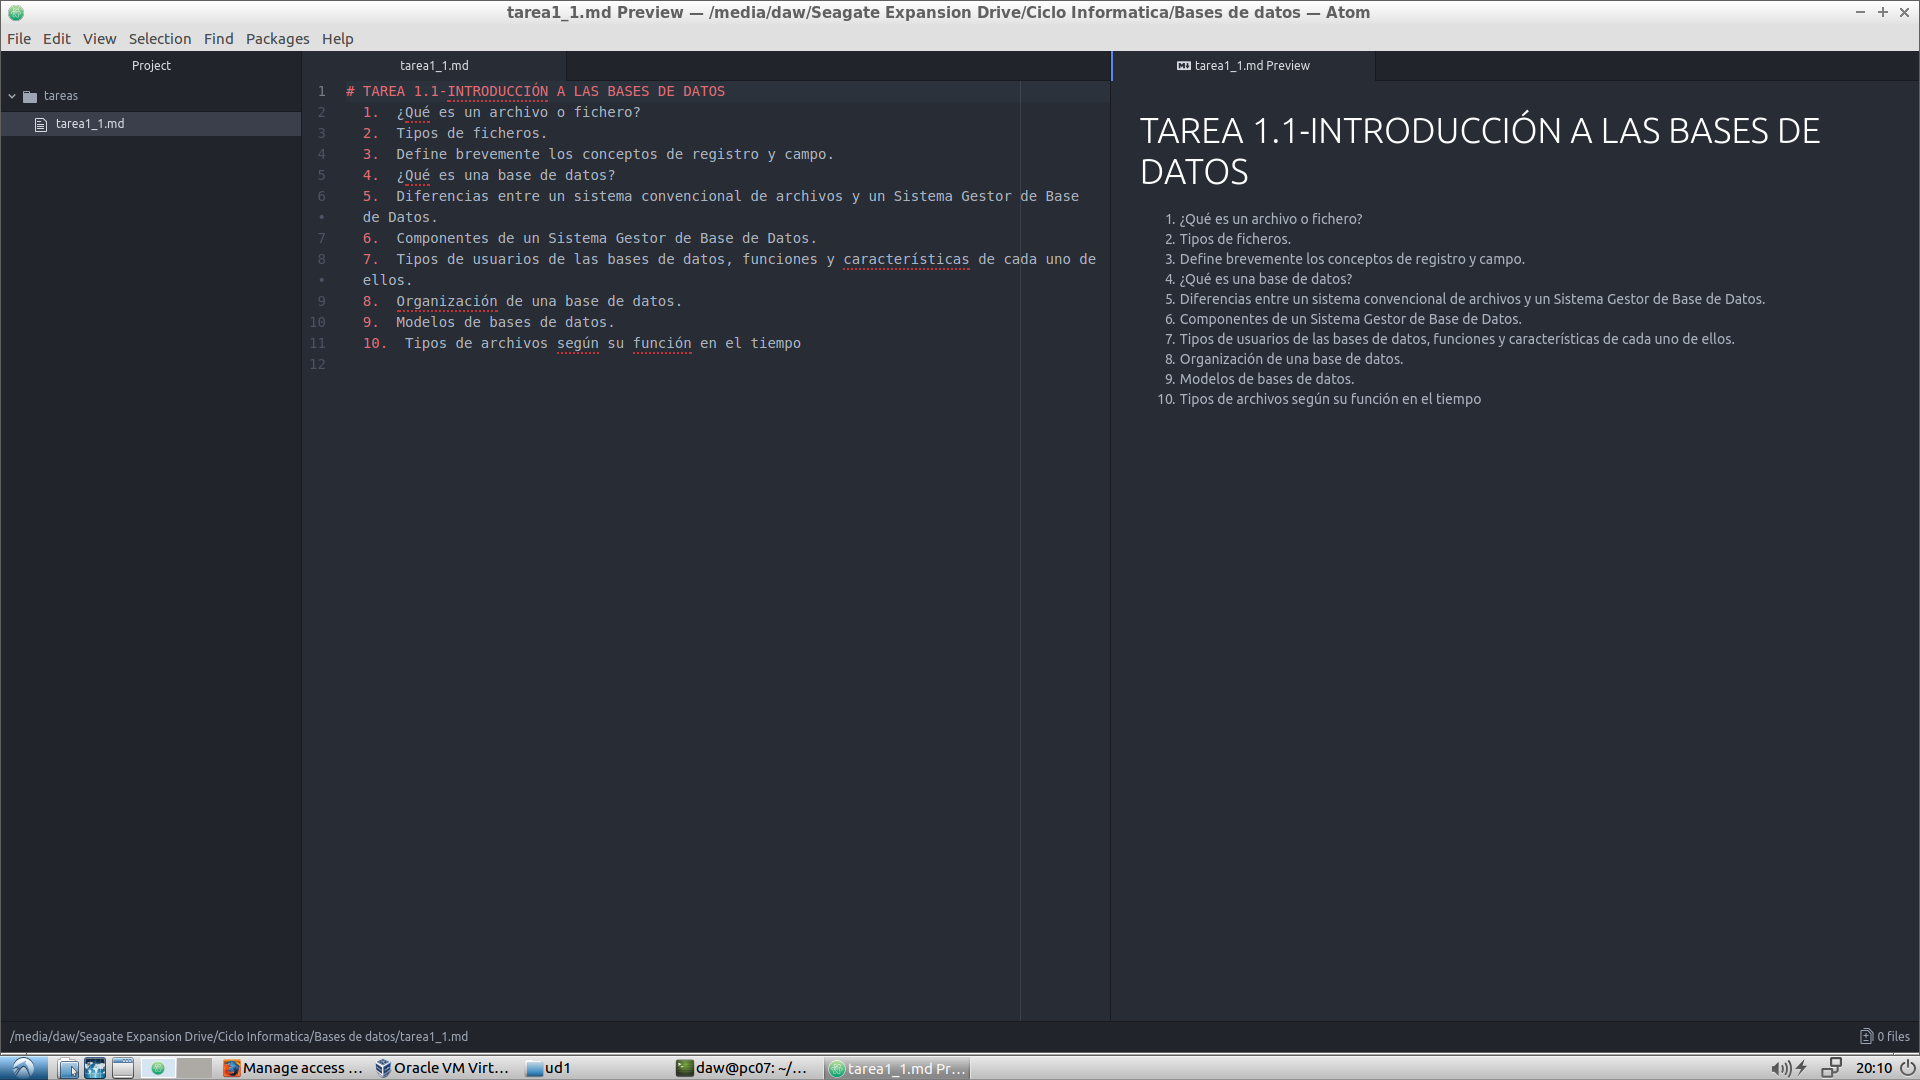 tarea1_1.md Preview — /media/daw/Seagate Expansion Drive/Ciclo Informatica/Bases de datos — Atom
File Edit View Selection Find Packages Help
Project
tareas
tarea1_1.md
tarea1_1.md
1 # TAREA 1.1-INTRODUCCIÓN A LAS BASES DE DATOS
2 1. ¿Qué es un archivo o fichero?
3 2. Tipos de ficheros.
4 3. Define brevemente los conceptos de registro y campo.
5 4. ¿Qué es una base de datos?
6 5. Diferencias entre un sistema convencional de archivos y un Sistema Gestor de Base
• de Datos.
7 6. Componentes de un Sistema Gestor de Base de Datos.
8 7. Tipos de usuarios de las bases de datos, funciones y características de cada uno de
• ellos.
9 8. Organización de una base de datos.
10 9. Modelos de bases de datos.
11 10. Tipos de archivos según su función en el tiempo
12
tarea1_1.md Preview
TAREA 1.1-INTRODUCCIÓN A LAS BASES DE
DATOS
1. ¿Qué es un archivo o fichero?
2. Tipos de ficheros.
3. Define brevemente los conceptos de registro y campo.
4. ¿Qué es una base de datos?
5. Diferencias entre un sistema convencional de archivos y un Sistema Gestor de Base de Datos.
6. Componentes de un Sistema Gestor de Base de Datos.
7. Tipos de usuarios de las bases de datos, funciones y características de cada uno de ellos.
8. Organización de una base de datos.
9. Modelos de bases de datos.
10. Tipos de archivos según su función en el tiempo
/media/daw/Seagate Expansion Drive/Ciclo Informatica/Bases de datos/tarea1_1.md
0 files
Manage access ... Oracle VM Virt... ud1 daw@pc07: ~/... tarea1_1.md Pr... 20:10